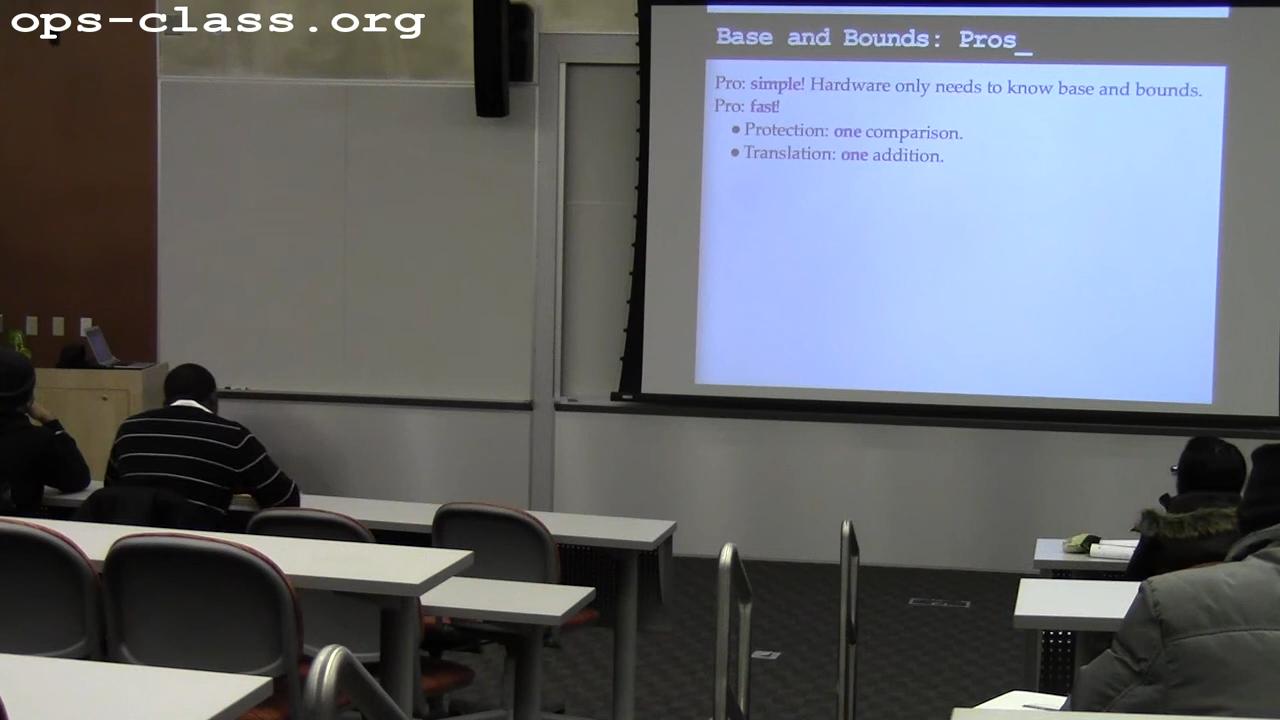 ops-class.org
Base and Bounds: Pros_
Pro: simple! Hardware only needs to know base and bounds.
Pro: fast!
• Protection: one comparison.
• Translation: one addition.